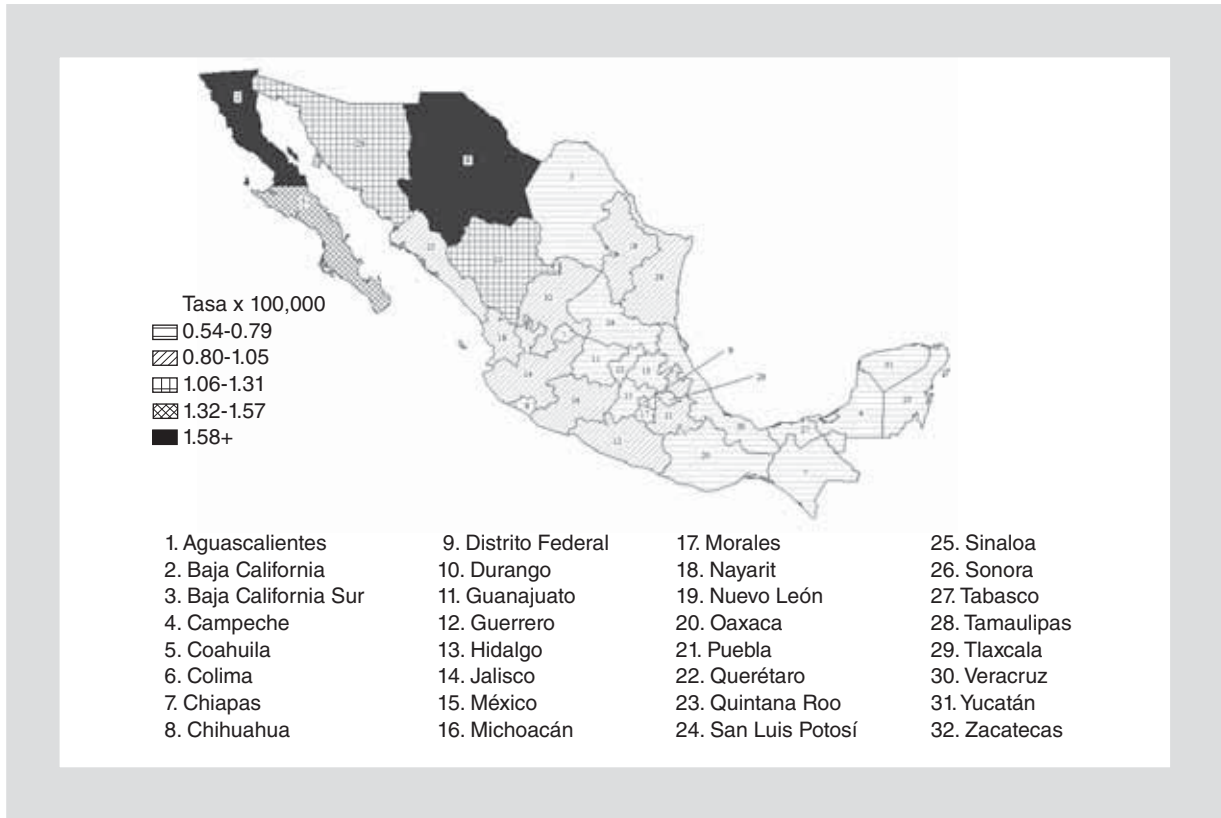 Tasa x 100,000
0.54-0.79
0.80-1.05
1.06-1.31
1.32-1.57
1.58+
1. Aguascalientes
2. Baja California
3. Baja California Sur
4. Campeche
5. Coahuila
6. Colima
7. Chiapas
8. Chihuahua
9. Distrito Federal
10. Durango
11. Guanajuato
12. Guerrero
13. Hidalgo
14. Jalisco
15. México
16. Michoacán
17. Morales
18. Nayarit
19. Nuevo León
20. Oaxaca
21. Puebla
22. Querétaro
23. Quintana Roo
24. San Luis Potosí
25. Sinaloa
26. Sonora
27. Tabasco
28. Tamaulipas
29. Tlaxcala
30. Veracruz
31. Yucatán
32. Zacatecas